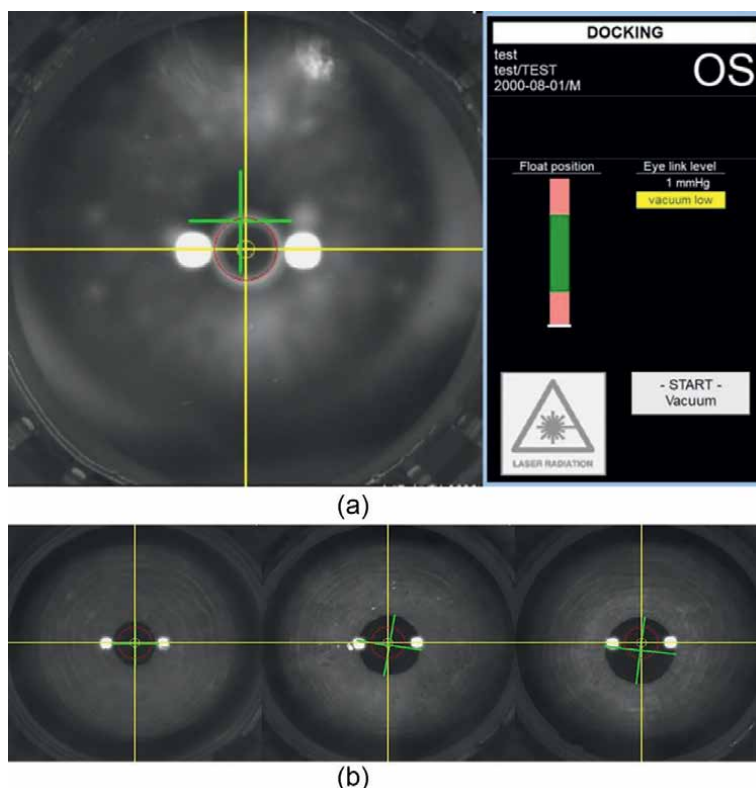 DOCKING
test
test/TEST
2000-08-01/M
OS
Float position
Eye link level
1 mmHg
vacuum low
LASER RADIATION
- START -
Vacuum
(a)
(b)